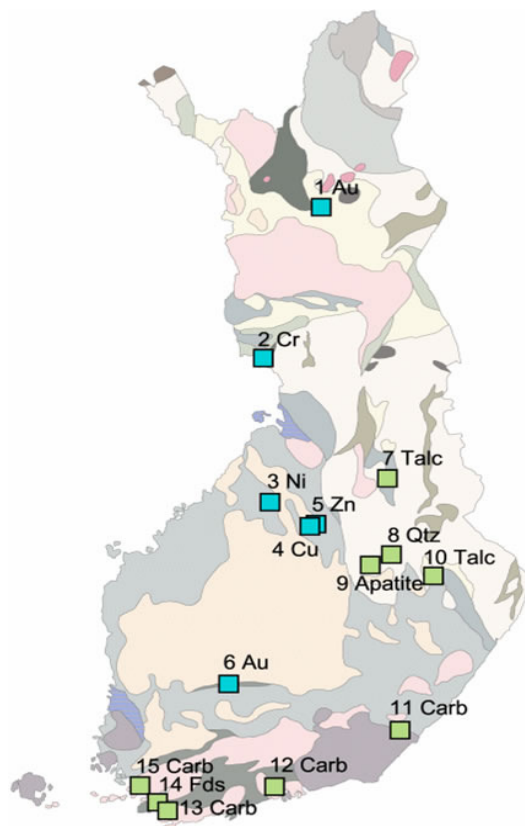 1 Au
2 Cr
7 Talc
3 Ni
5 Zn
4 Cu
8 Qtz
10 Talc
9 Apatite
6 Au
11 Carb
15 Carb
12 Carb
14 Fds
13 Carb